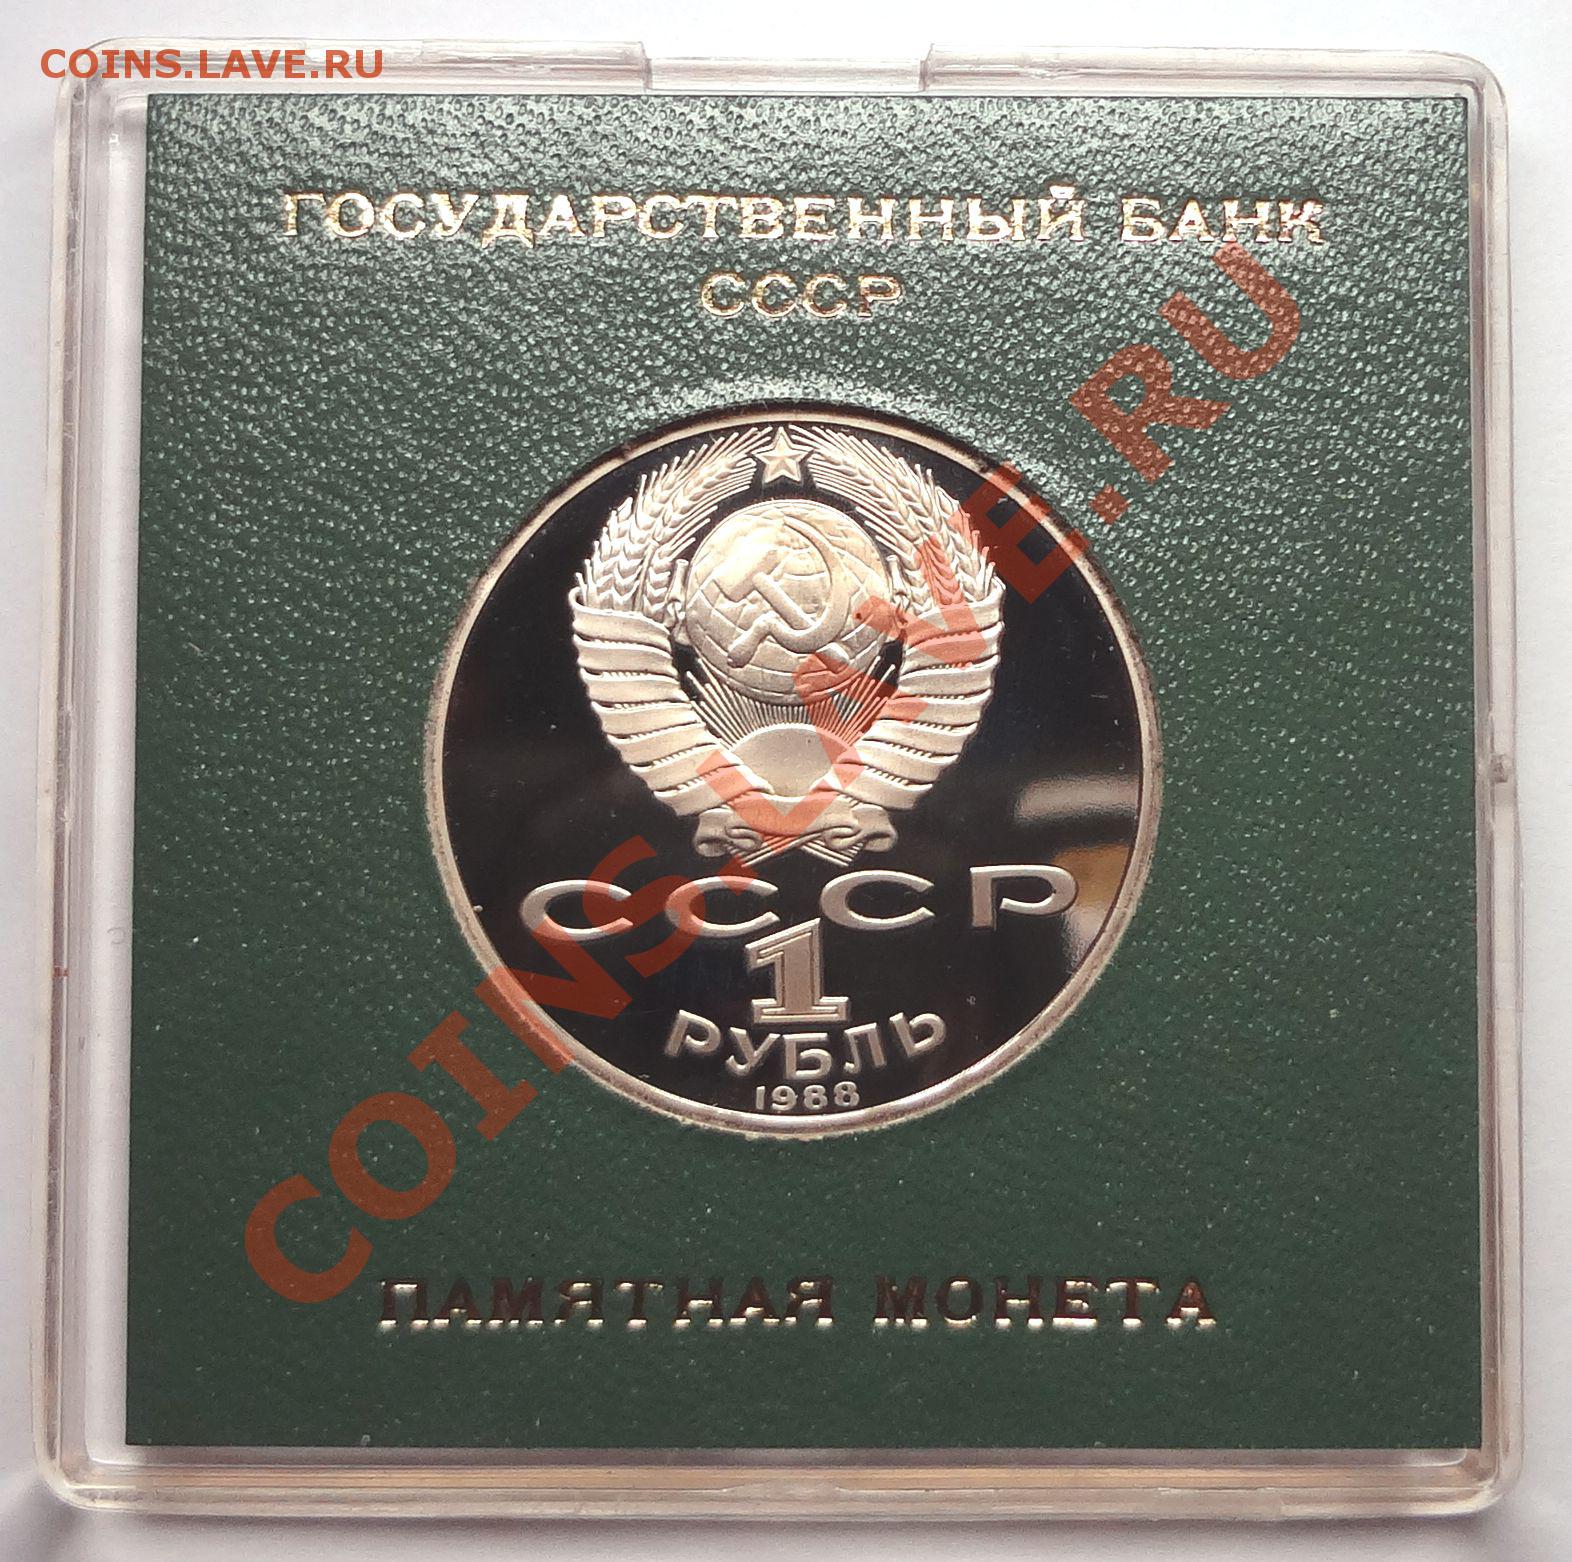 COINS.LAVE.RU
ГОСУДАРСТВЕННЫЙ БАНК
СССР
COINS.LAVE.RU
СССР
1
РУБЛЬ
1988
ПАМЯТНАЯ МОНЕТА